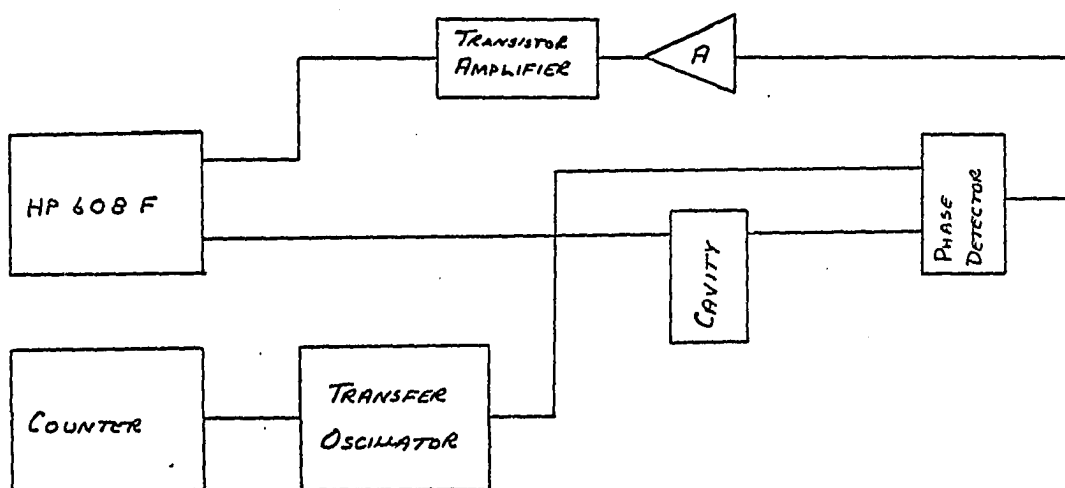 TRANSISTOR
AMPLIFIER
A
HP 608 F
PHASE
DETECTOR
CAVITY
COUNTER
TRANSFER
OSCILLATOR